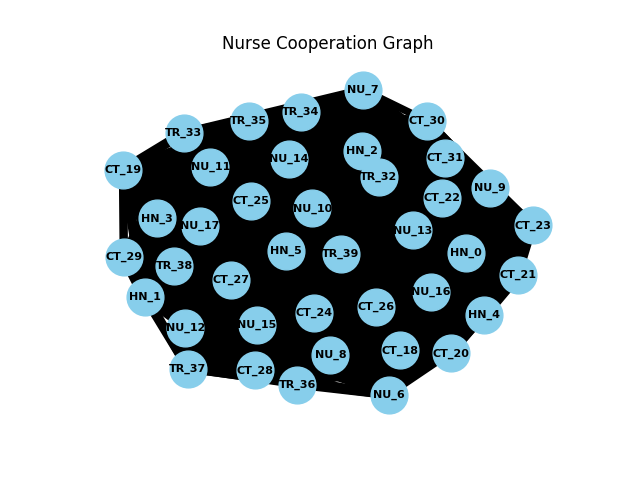 Nurse Cooperation Graph
NU_7
TR_34
TR_35
CT_30
TR_33
HN_2
CT_31
NU_14
NU_11
CT_19
TR_32
NU_9
CT_22
CT_25
NU_10
HN_3
NU_17
CT_23
NU_13
HN_5
HN_0
TR_39
CT_29
TR_38
CT_21
CT_27
NU_16
HN_1
CT_26
CT_24
HN_4
NU_15
NU_12
CT_18
CT_20
NU_8
TR_37
CT_28
TR_36
NU_6